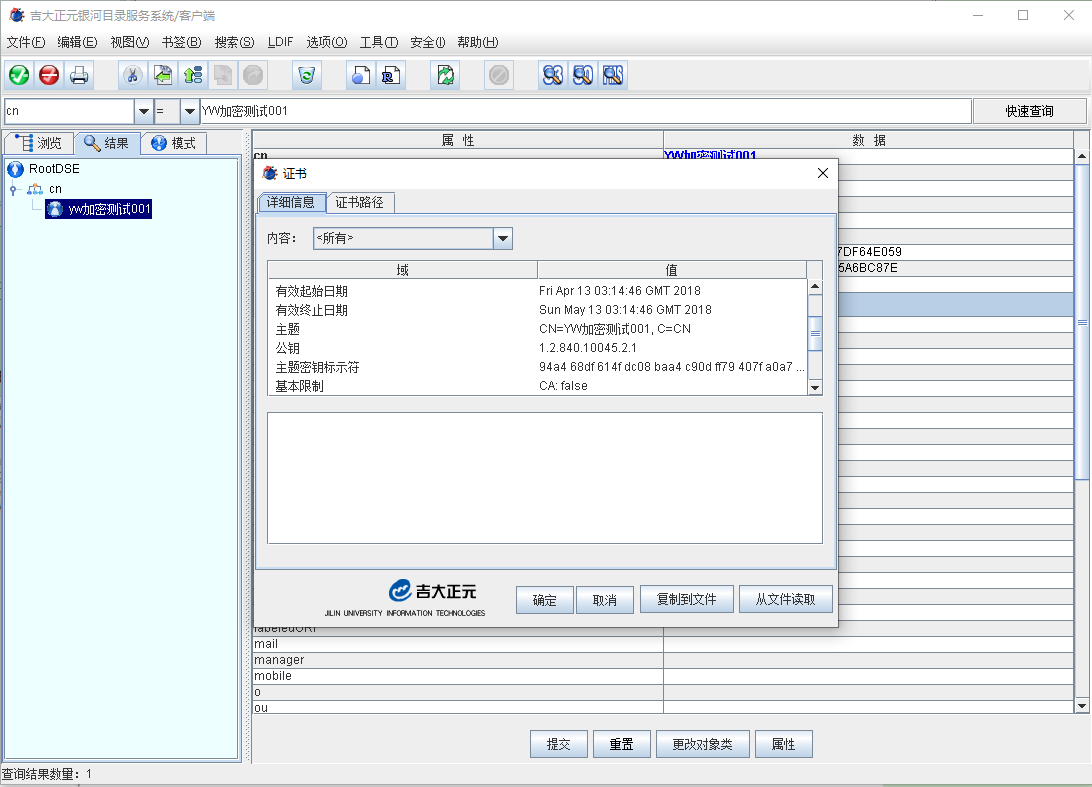 吉大正元银河目录服务系统/客户端
文件(F) 编辑(E) 视图(V) 书签(B) 搜索(S) LDIF 选项(O) 工具(T) 安全(I) 帮助(H)
R
cn = YW加密测试001 快速查询
浏览 结果 模式
属 性 数 据
cn YW加密测试001
RootDSE
cn
yw加密测试001
证书
详细信息 证书路径
内容: <所有>
域 值
有效起始日期 Fri Apr 13 03:14:46 GMT 2018
有效终止日期 Sun May 13 03:14:46 GMT 2018
主题 CN=YW加密测试001, C=CN
公钥 1.2.840.10045.2.1
主题密钥标示符 94a4 68df 614f dc08 baa4 c90d ff79 407f a0a7 ...
基本限制 CA: false
7DF64E059
5A6BC87E
吉大正元
JILIN UNIVERSITY INFORMATION TECHNOLOGIES
确定 取消 复制到文件 从文件读取
labeledURI
mail
manager
mobile
o
ou
提交 重置 更改对象类 属性
查询结果数量: 1